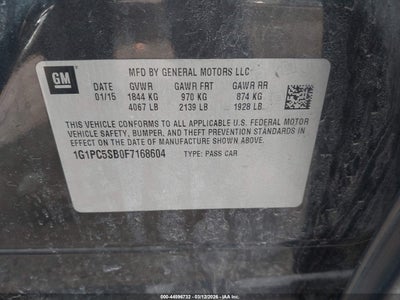 GM
MFD BY GENERAL MOTORS LLC
DATE GVWR GAWR FRT GAWR RR
01/15 1844 KG 970 KG 874 KG
4067 LB 2139 LB 1928 LB
THIS VEHICLE CONFORMS TO ALL APPLICABLE U.S. FEDERAL MOTOR
VEHICLE SAFETY, BUMPER, AND THEFT PREVENTION STANDARDS IN
EFFECT ON THE DATE OF MANUFACTURE SHOWN ABOVE.
1G1PC5SB0F7168604 TYPE: PASS CAR
000-44596732 - 03/12/2026 - IAA, Inc.